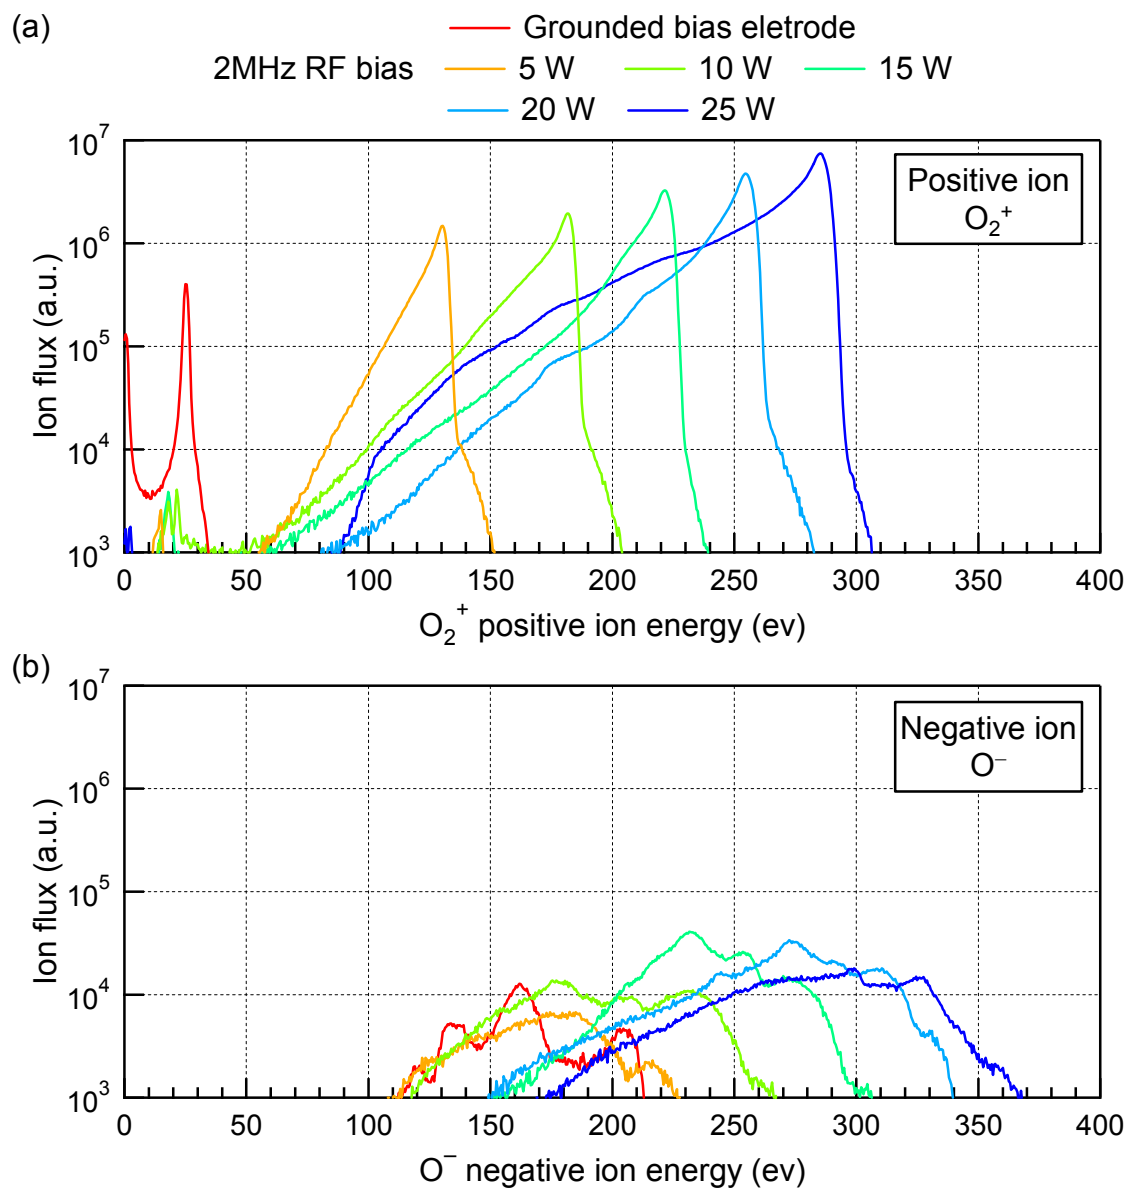 (a)
Grounded bias eletrode
2MHz RF bias 5 W 10 W 15 W
20 W 25 W
10⁷
10⁶
10⁵
10⁴
10³
Ion flux (a.u.)
Positive ion
O₂⁺
0 50 100 150 200 250 300 350 400
O₂⁺ positive ion energy (ev)
(b)
10⁷
10⁶
10⁵
10⁴
10³
Ion flux (a.u.)
Negative ion
O⁻
0 50 100 150 200 250 300 350 400
O⁻ negative ion energy (ev)